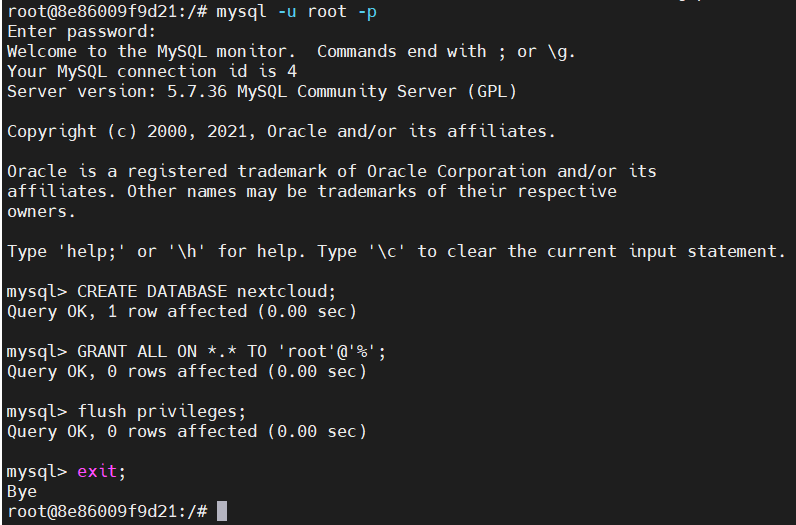 root@8e86009f9d21:/# mysql -u root -p
Enter password:
Welcome to the MySQL monitor.  Commands end with ; or \g.
Your MySQL connection id is 4
Server version: 5.7.36 MySQL Community Server (GPL)
Copyright (c) 2000, 2021, Oracle and/or its affiliates.
Oracle is a registered trademark of Oracle Corporation and/or its
affiliates. Other names may be trademarks of their respective
owners.
Type 'help;' or '\h' for help. Type '\c' to clear the current input statement.
mysql> CREATE DATABASE nextcloud;
Query OK, 1 row affected (0.00 sec)
mysql> GRANT ALL ON *.* TO 'root'@'%';
Query OK, 0 rows affected (0.00 sec)
mysql> flush privileges;
Query OK, 0 rows affected (0.00 sec)
mysql> exit;
Bye
root@8e86009f9d21:/#